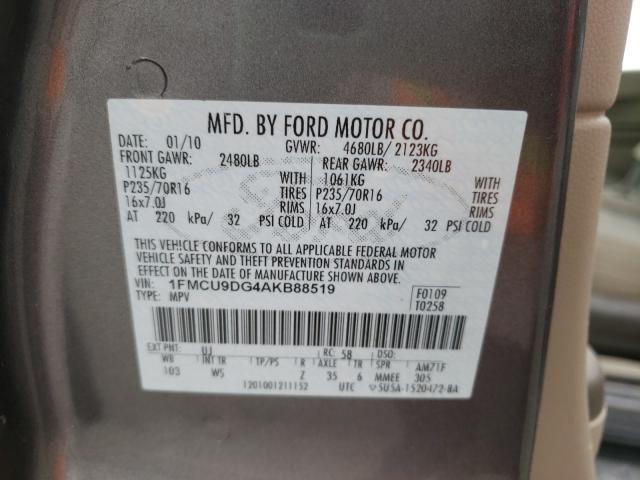 MFD. BY FORD MOTOR CO.
DATE: 01/10 GVWR: 4680LB/ 2123KG
FRONT GAWR: 2480LB REAR GAWR: 2340LB
1125KG WITH 1061KG WITH
P235/70R16 TIRES P235/70R16 TIRES
16x7.0J RIMS 16x7.0J RIMS
AT 220 kPa/ 32 PSI COLD AT 220 kPa/ 32 PSI COLD
THIS VEHICLE CONFORMS TO ALL APPLICABLE FEDERAL MOTOR
VEHICLE SAFETY AND THEFT PREVENTION STANDARDS IN
EFFECT ON THE DATE OF MANUFACTURE SHOWN ABOVE.
VIN: 1FMCU9DG4AKB88519 F0109
TYPE: MPV T0258
EXT PNT: UJ RC: 58 DSO:
WB INT TR TP/PS R AXLE TR SPR AM71F
103 W5 Z 35 6 MMEE 305
1201001211152 UTC 5U5A-1520472-BA